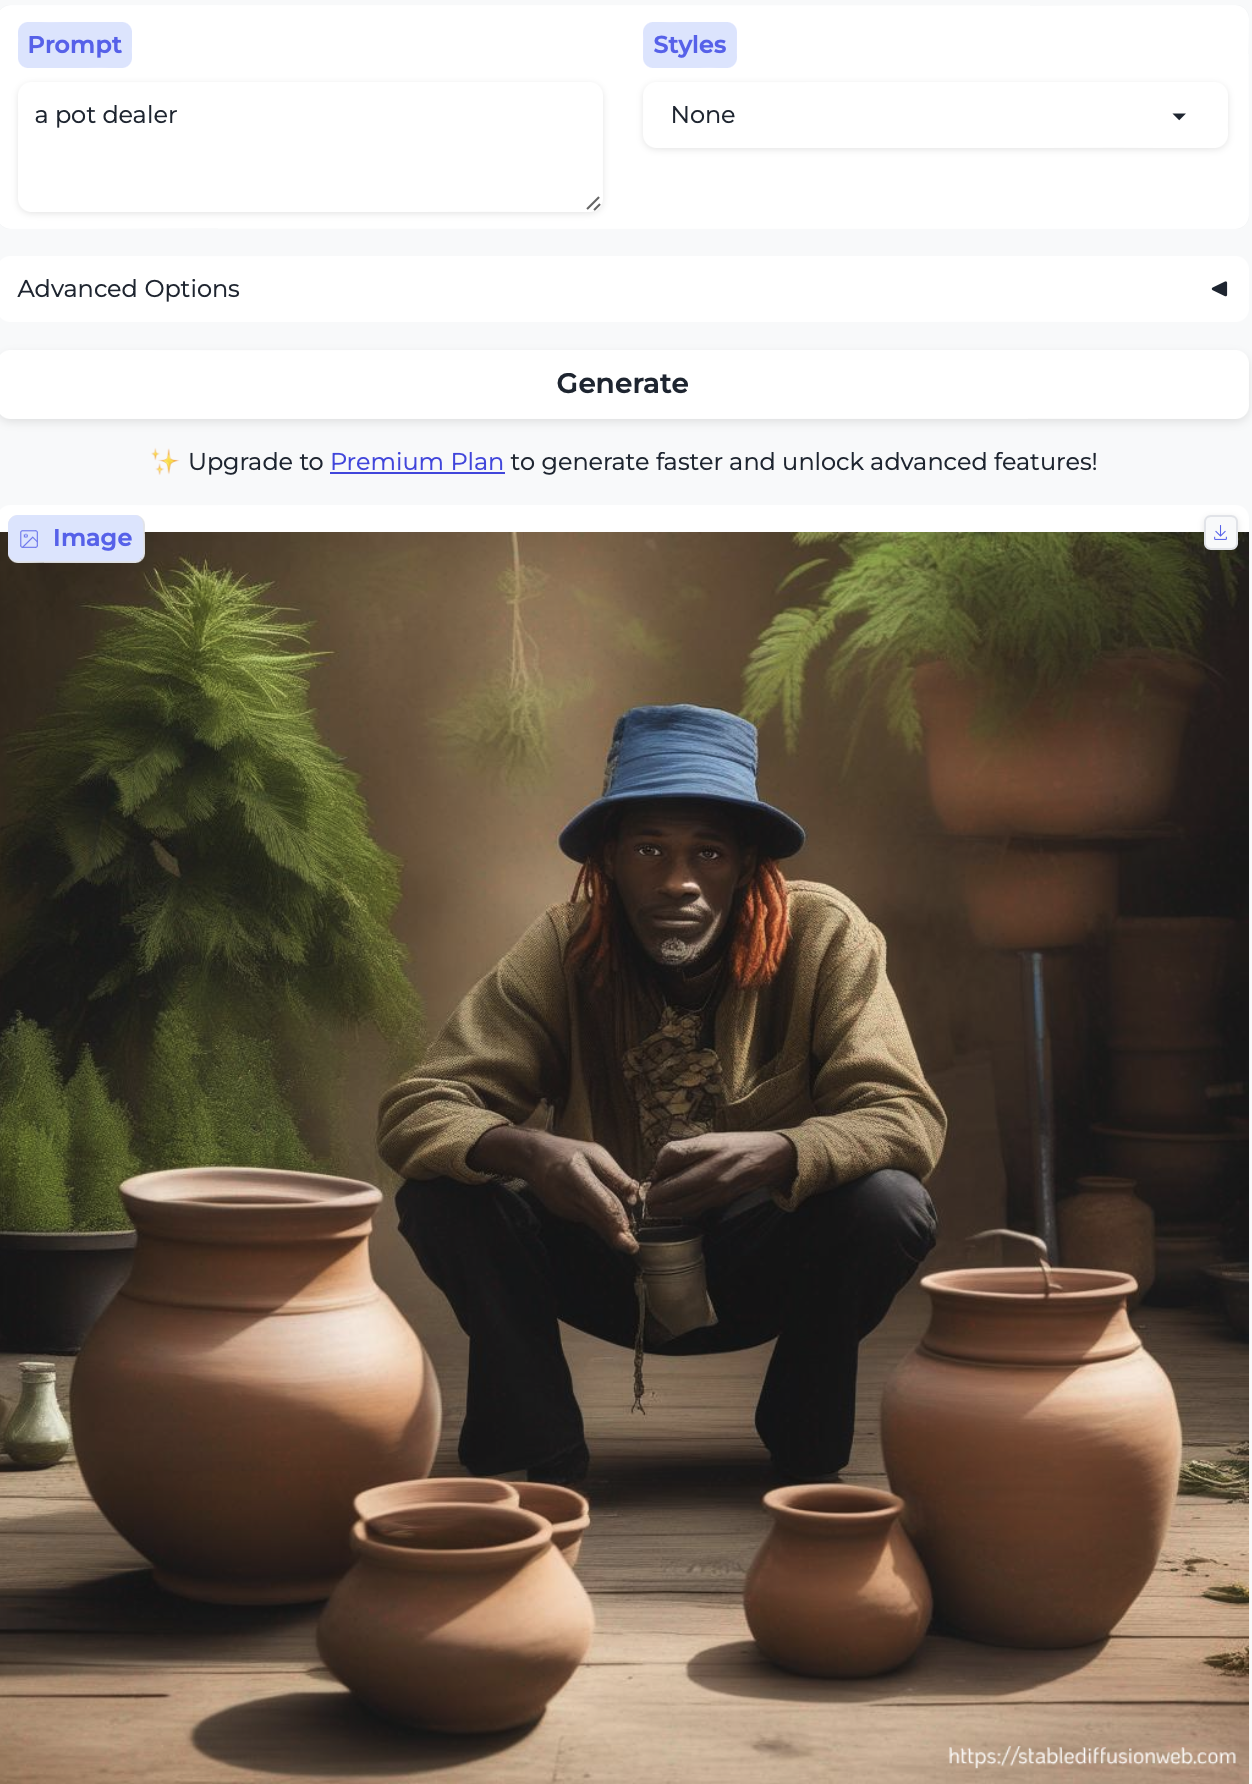 Prompt
Styles
a pot dealer
None
Advanced Options
Generate
✨ Upgrade to Premium Plan to generate faster and unlock advanced features!
Image
https://stablediffusionweb.com